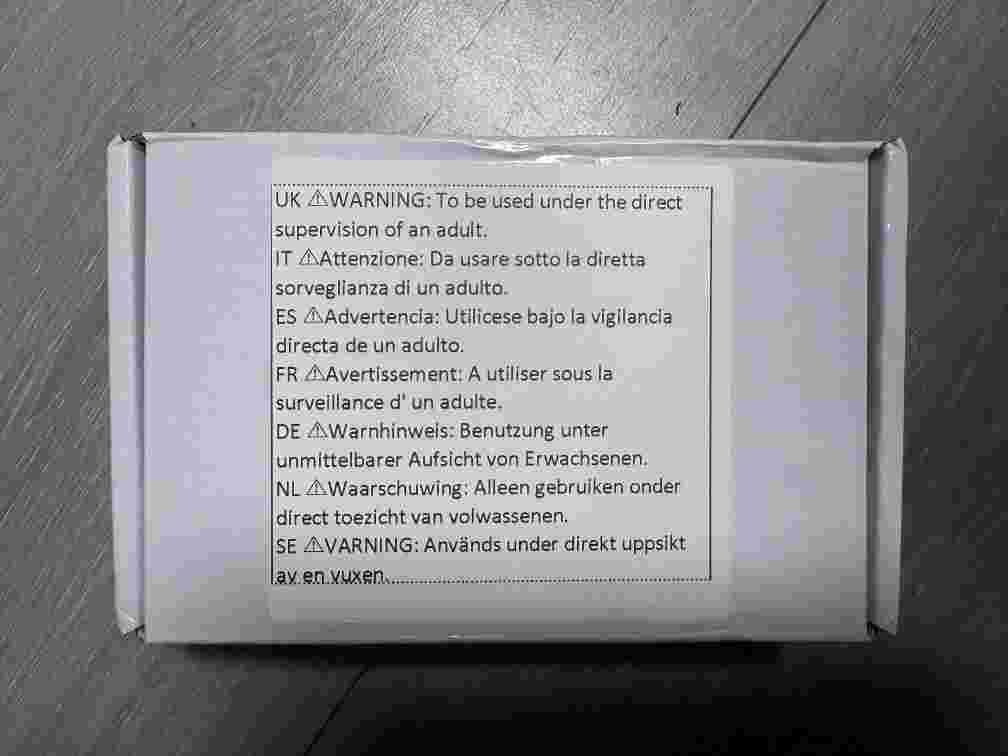 UK ⚠WARNING: To be used under the direct
supervision of an adult.
IT ⚠Attenzione: Da usare sotto la diretta
sorveglianza di un adulto.
ES ⚠Advertencia: Utilicese bajo la vigilancia
directa de un adulto.
FR ⚠Avertissement: A utiliser sous la
surveillance d' un adulte.
DE ⚠Warnhinweis: Benutzung unter
unmittelbarer Aufsicht von Erwachsenen.
NL ⚠Waarschuwing: Alleen gebruiken onder
direct toezicht van volwassenen.
SE ⚠VARNING: Används under direkt uppsikt
av en vuxen.